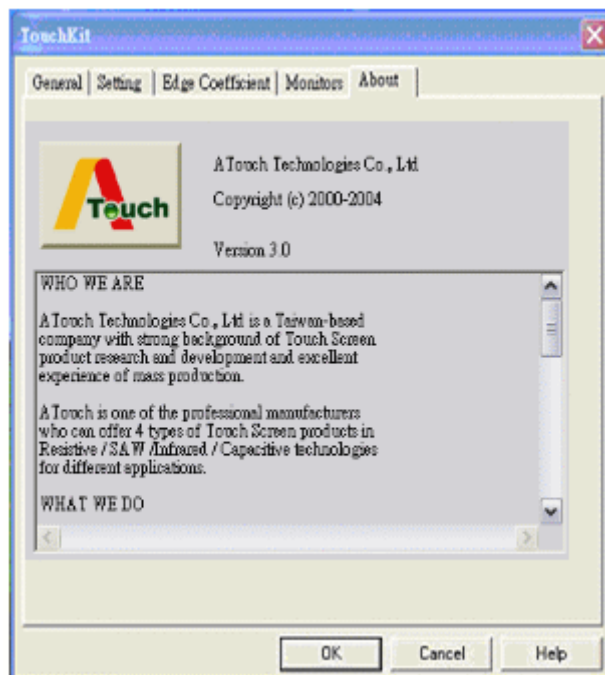 TouchKit
General Setting Edge Coefficient Monitors About
ATouch
ATouch Technologies Co., Ltd
Copyright (c) 2000-2004
Version 3.0
WHO WE ARE
ATouch Technologies Co., Ltd is a Taiwan-based
company with strong background of Touch Screen
product research and development and excellent
experience of mass production.
ATouch is one of the professional manufacturers
who can offer 4 types of Touch Screen products in
Resistive / SAW /Infrared / Capacitive technologies
for different applications.
WHAT WE DO
OK Cancel Help